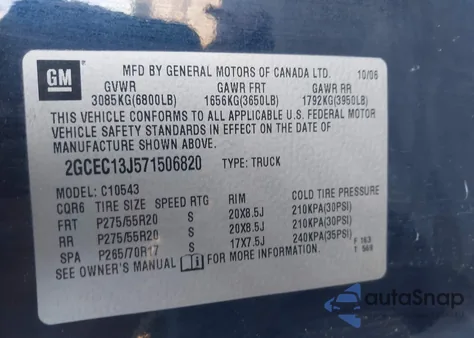 GM
MFD BY GENERAL MOTORS OF CANADA LTD. 10/06
GVWR GAWR FRT GAWR RR
3085KG(6800LB) 1656KG(3650LB) 1792KG(3950LB)
THIS VEHICLE CONFORMS TO ALL APPLICABLE U.S. FEDERAL MOTOR
VEHICLE SAFETY STANDARDS IN EFFECT ON THE DATE OF
MANUFACTURE SHOWN ABOVE.
2GCEC13J571506820 TYPE: TRUCK
MODEL: C10543
CQR6 TIRE SIZE SPEED RTG RIM COLD TIRE PRESSURE
FRT P275/55R20 S 20X8.5J 210KPA(30PSI)
RR P275/55R20 S 20X8.5J 210KPA(30PSI)
SPA P265/70R17 S 17X7.5J 240KPA(35PSI)
SEE OWNER'S MANUAL FOR MORE INFORMATION.
F 163
T 068
autoSnap